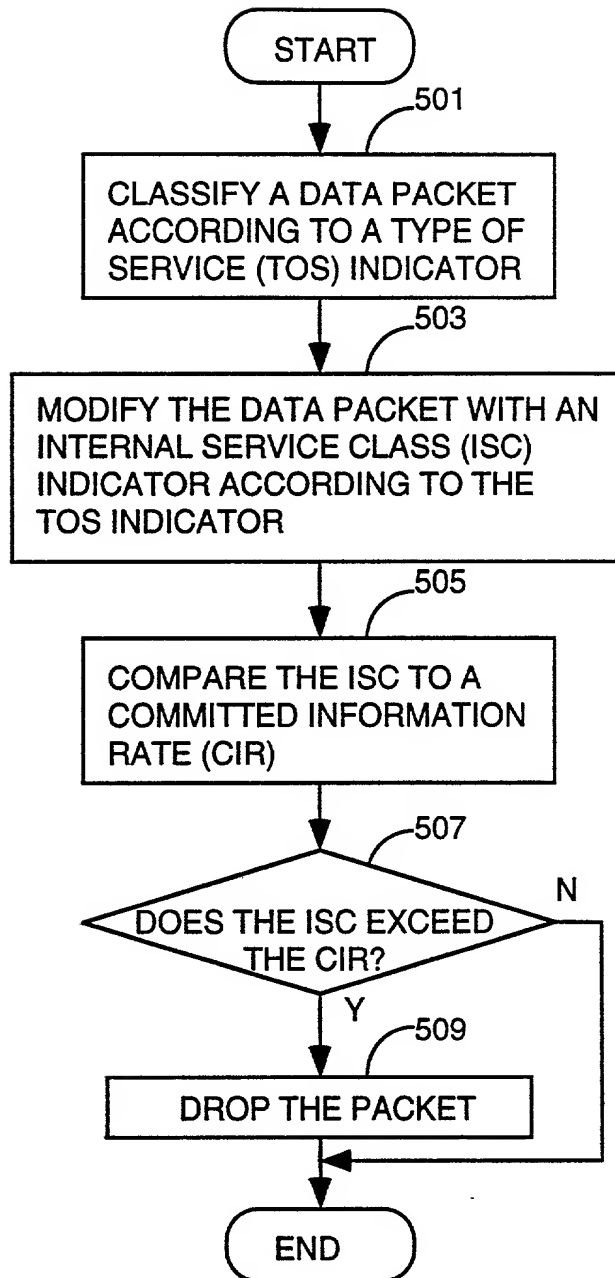 START
501
CLASSIFY A DATA PACKET
ACCORDING TO A TYPE OF
SERVICE (TOS) INDICATOR
503
MODIFY THE DATA PACKET WITH AN
INTERNAL SERVICE CLASS (ISC)
INDICATOR ACCORDING TO THE
TOS INDICATOR
505
COMPARE THE ISC TO A
COMMITTED INFORMATION
RATE (CIR)
507
N
DOES THE ISC EXCEED
THE CIR?
Y
509
DROP THE PACKET
END